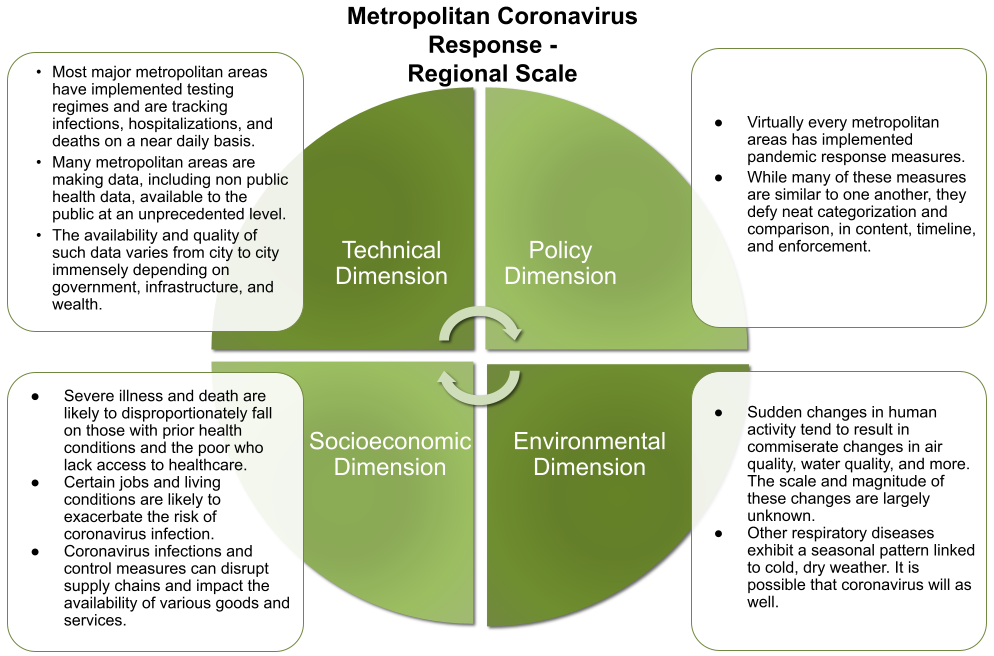 Metropolitan Coronavirus
Response -
Regional Scale
• Most major metropolitan areas
have implemented testing
regimes and are tracking
infections, hospitalizations, and
deaths on a near daily basis.
• Many metropolitan areas are
making data, including non public
health data, available to the
public at an unprecedented level.
• The availability and quality of
such data varies from city to city
immensely depending on
government, infrastructure, and
wealth.
Technical
Dimension
Policy
Dimension
● Virtually every metropolitan
areas has implemented
pandemic response measures.
● While many of these measures
are similar to one another, they
defy neat categorization and
comparison, in content, timeline,
and enforcement.
● Severe illness and death are
likely to disproportionately fall
on those with prior health
conditions and the poor who
lack access to healthcare.
● Certain jobs and living
conditions are likely to
exacerbate the risk of
coronavirus infection.
● Coronavirus infections and
control measures can disrupt
supply chains and impact the
availability of various goods and
services.
Socioeconomic
Dimension
Environmental
Dimension
● Sudden changes in human
activity tend to result in
commiserate changes in air
quality, water quality, and more.
The scale and magnitude of
these changes are largely
unknown.
● Other respiratory diseases
exhibit a seasonal pattern linked
to cold, dry weather. It is
possible that coronavirus will as
well.